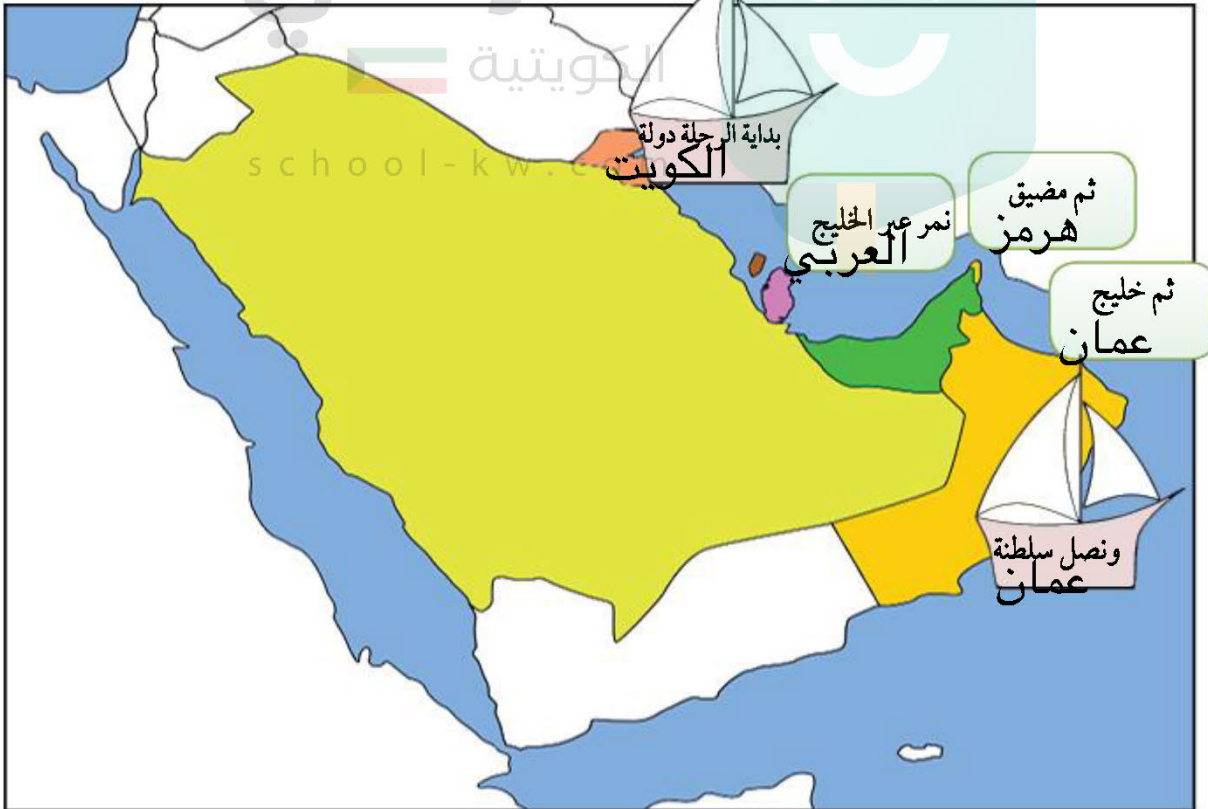 الكويتية
school-kw.com
بداية الرحلة دولة
الكويت
نمر عبر الخليج
العربي
ثم مضيق
هرمز
ثم خليج
عمان
ونصل سلطنة
عمان